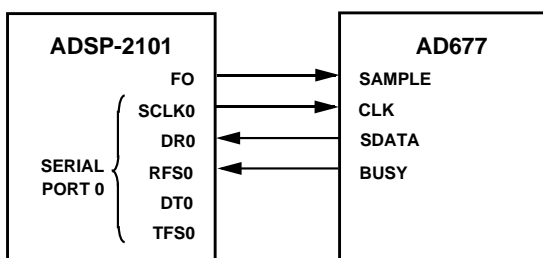 ADSP-2101
FO
SCLK0
DR0
RFS0
DT0
TFS0
SERIAL
PORT 0
AD677
SAMPLE
CLK
SDATA
BUSY